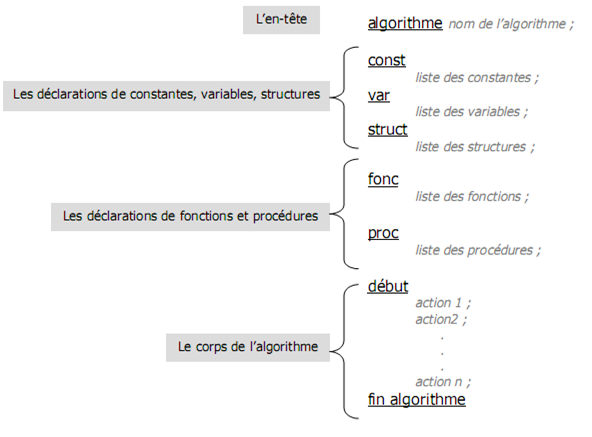 L'en-tête
algorithme nom de l'algorithme ;
const
liste des constantes ;
Les déclarations de constantes, variables, structures
var
liste des variables ;
struct
liste des structures ;
fonc
liste des fonctions ;
Les déclarations de fonctions et procédures
proc
liste des procédures ;
début
action 1 ;
action2 ;
.
Le corps de l'algorithme
.
.
action n ;
fin algorithme